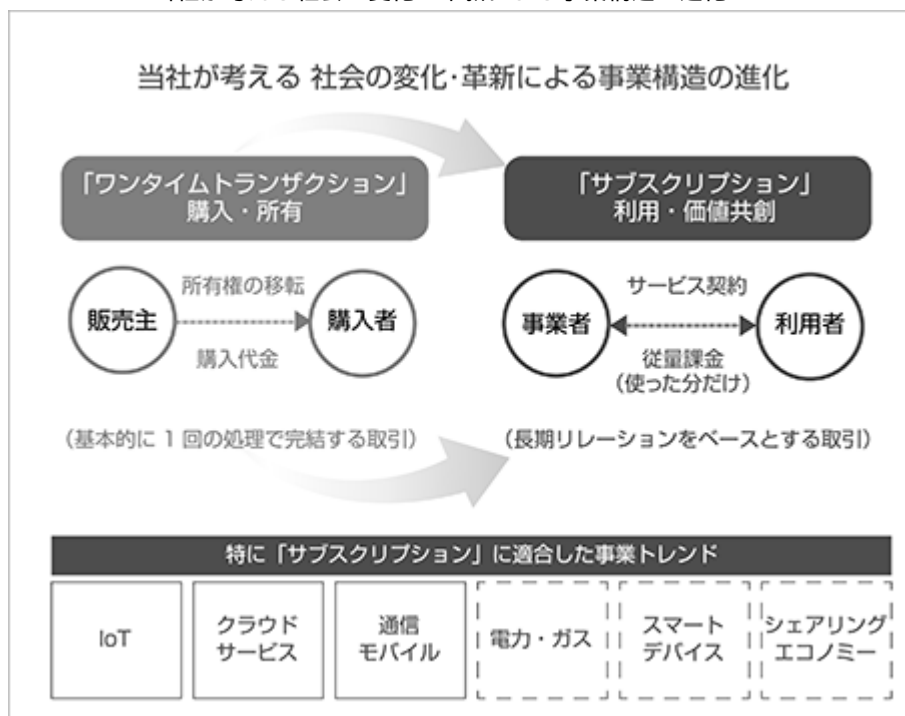 当社が考える 社会の変化・革新による事業構造の進化
「ワンタイムトランザクション」
購入・所有
「サブスクリプション」
利用・価値共創
販売主
所有権の移転
購入代金
購入者
事業者
サービス契約
従量課金
(使った分だけ)
利用者
(基本的に 1 回の処理で完結する取引)
(長期リレーションをベースとする取引)
特に「サブスクリプション」に適合した事業トレンド
IoT
クラウド
サービス
通信
モバイル
電力・ガス
スマート
デバイス
シェアリング
エコノミー